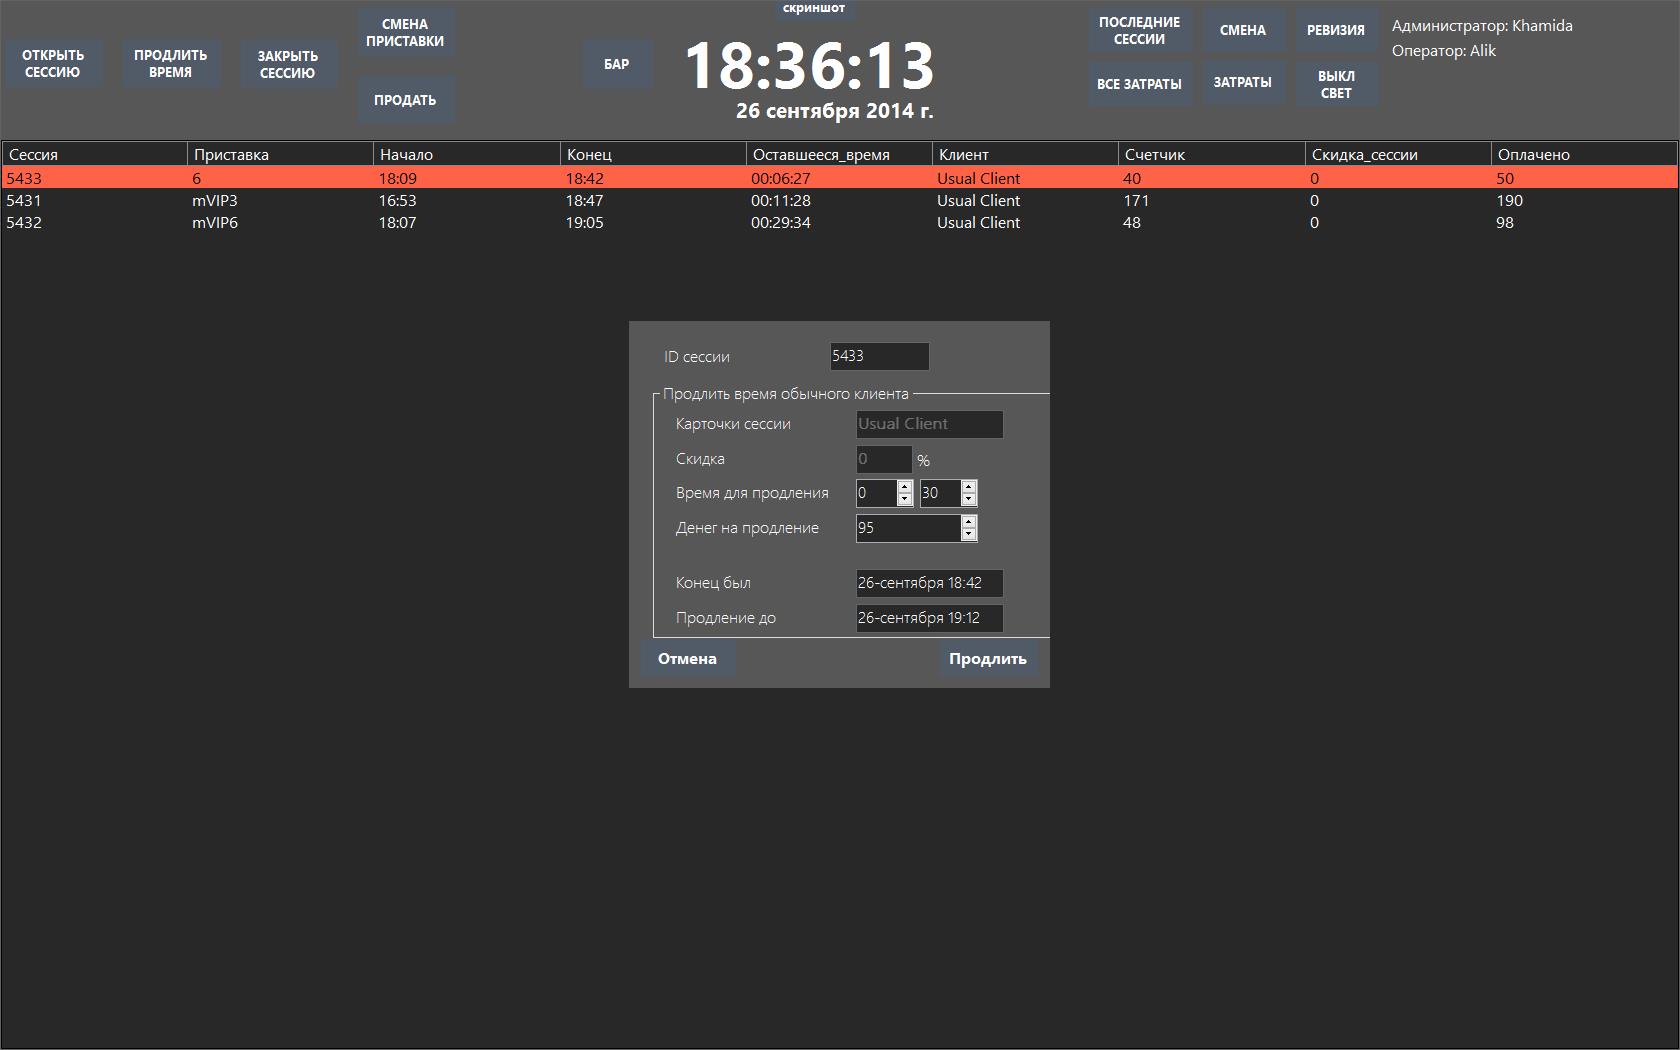 скриншот
ОТКРЫТЬ
СЕССИЮ
ПРОДЛИТЬ
ВРЕМЯ
ЗАКРЫТЬ
СЕССИЮ
СМЕНА
ПРИСТАВКИ
ПРОДАТЬ
БАР
18:36:13
26 сентября 2014 г.
ПОСЛЕДНИЕ
СЕССИИ
СМЕНА
РЕВИЗИЯ
ВСЕ ЗАТРАТЫ
ЗАТРАТЫ
ВЫКЛ
СВЕТ
Администратор: Khamida
Оператор: Alik
Сессия Приставка Начало Конец Оставшееся_время Клиент Счетчик Скидка_сессии Оплачено
5433 6 18:09 18:42 00:06:27 Usual Client 40 0 50
5431 mVIP3 16:53 18:47 00:11:28 Usual Client 171 0 190
5432 mVIP6 18:07 19:05 00:29:34 Usual Client 48 0 98
ID сессии 5433
Продлить время обычного клиента
Карточки сессии Usual Client
Скидка 0 %
Время для продления 0 30
Денег на продление 95
Конец был 26-сентября 18:42
Продление до 26-сентября 19:12
Отмена Продлить